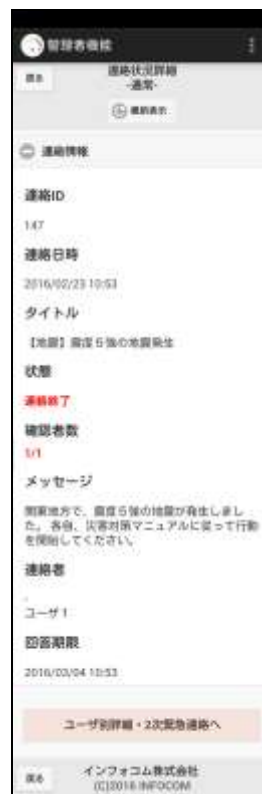 管理者機能
戻る
連絡状況詳細
-通常-
最新表示
連絡情報
連絡ID
147
連絡日時
2016/02/23 10:53
タイトル
【地震】震度5強の地震発生
状態
連絡終了
確認者数
1/1
メッセージ
関東地方で、震度5強の地震が発生しまし
た。 各自、災害対策マニュアルに従って行動
を開始してください。
連絡者
-
ユーザ1
回答期限
2016/03/04 10:53
ユーザ別詳細・2次緊急連絡へ
戻る
インフォコム株式会社
(C)2016 INFOCOM